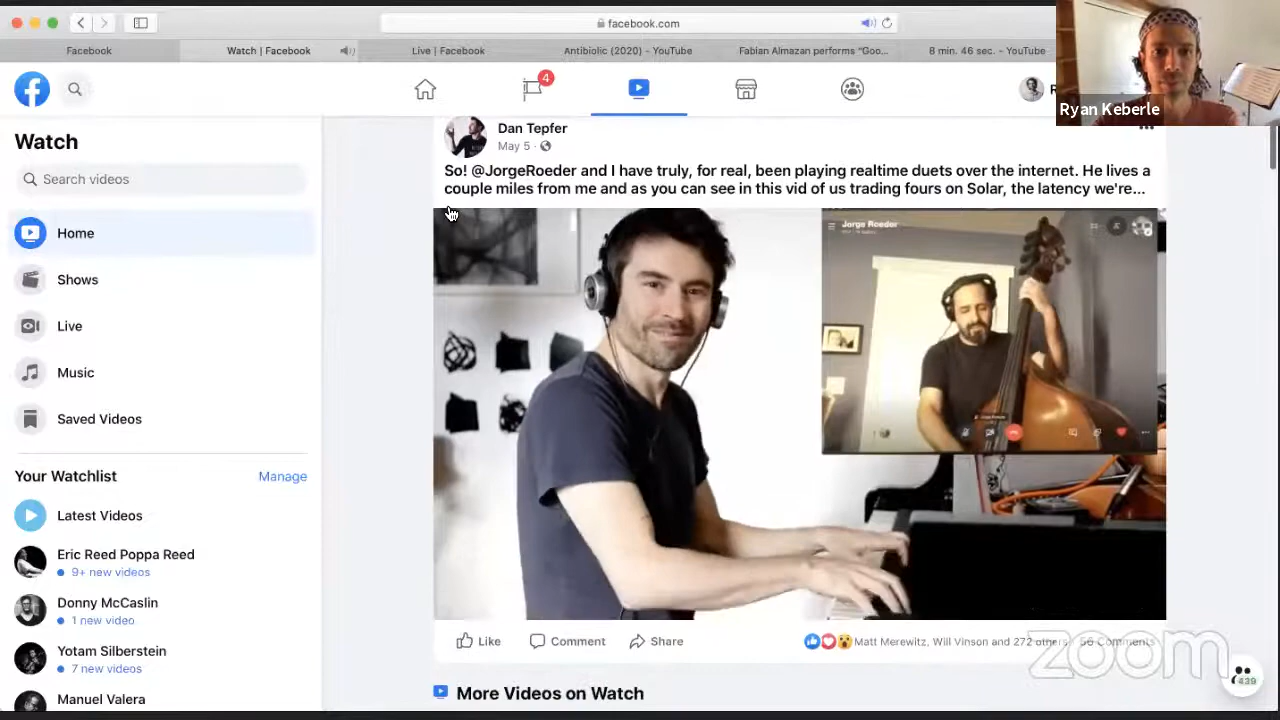 facebook.com
Facebook
Watch | Facebook
Live | Facebook
Antibiolic (2020) - YouTube
Fabian Almazan performs “Goo...
8 min. 46 sec. - YouTube
4
Ryan Keberle
Watch
Search videos
Home
Shows
Live
Music
Saved Videos
Your Watchlist
Manage
Latest Videos
Eric Reed Poppa Reed
9+ new videos
Donny McCaslin
1 new video
Yotam Silberstein
7 new videos
Manuel Valera
Dan Tepfer
May 5 ·
So! @JorgeRoeder and I have truly, for real, been playing realtime duets over the internet. He lives a
couple miles from me and as you can see in this vid of us trading fours on Solar, the latency we're...
Jorge Roeder
Like
Comment
Share
Matt Merewitz, Will Vinson and 272 others
56 Comments
zoom
439
More Videos on Watch